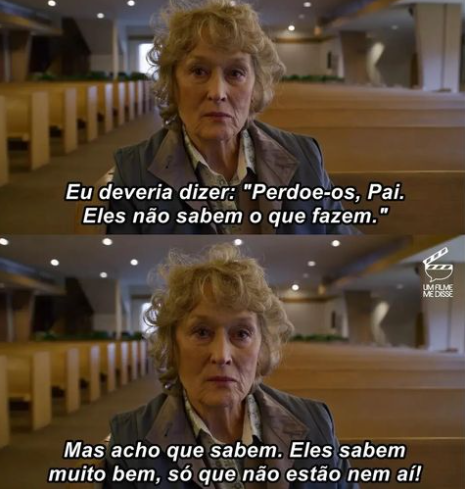 Eu deveria dizer: "Perdoe-os, Pai.
Eles não sabem o que fazem."
UM FILME
ME DISSE
Mas acho que sabem. Eles sabem
muito bem, só que não estão nem aí!